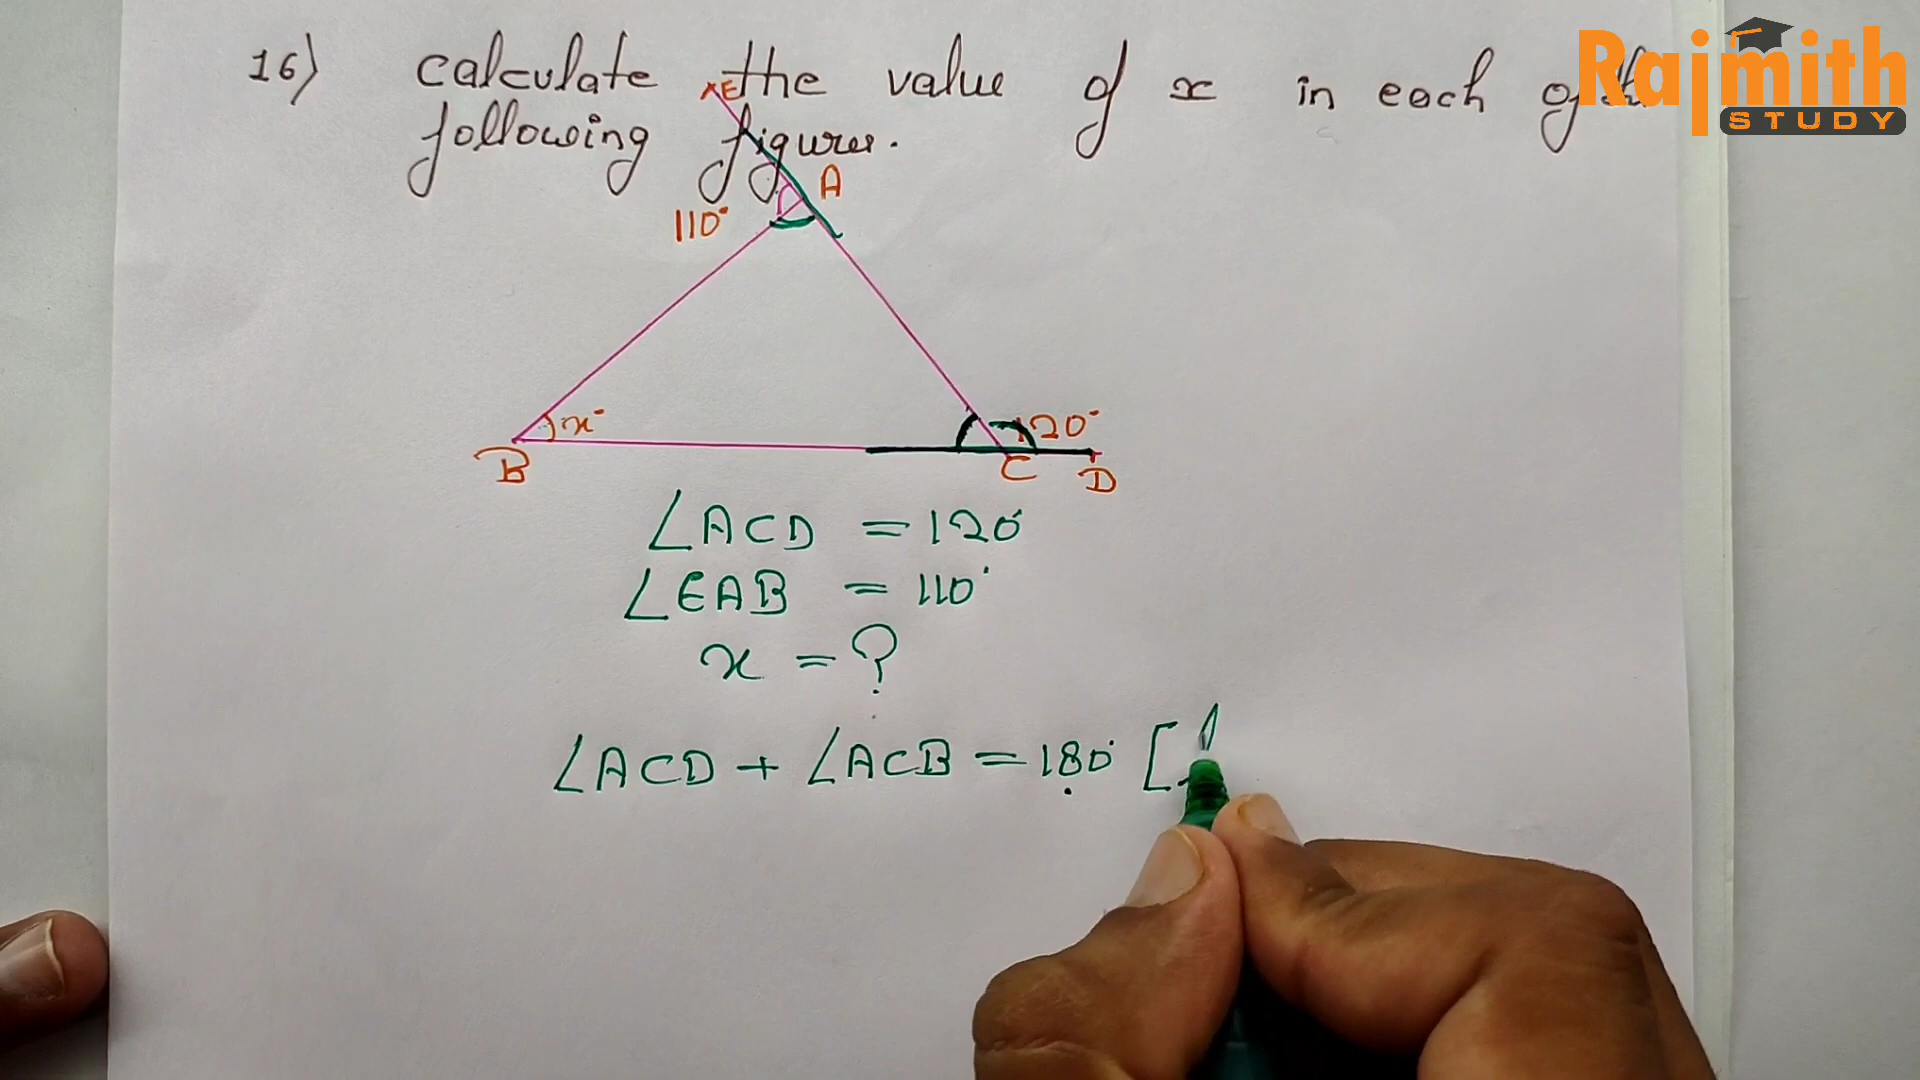 16) calculate the value of x in each of
following figures.
Rajmith
STUDY
E
A
110°
x°
120°
B
C
D
∠ACD = 120°
∠EAB = 110°
x = ?
∠ACD + ∠ACB = 180° [